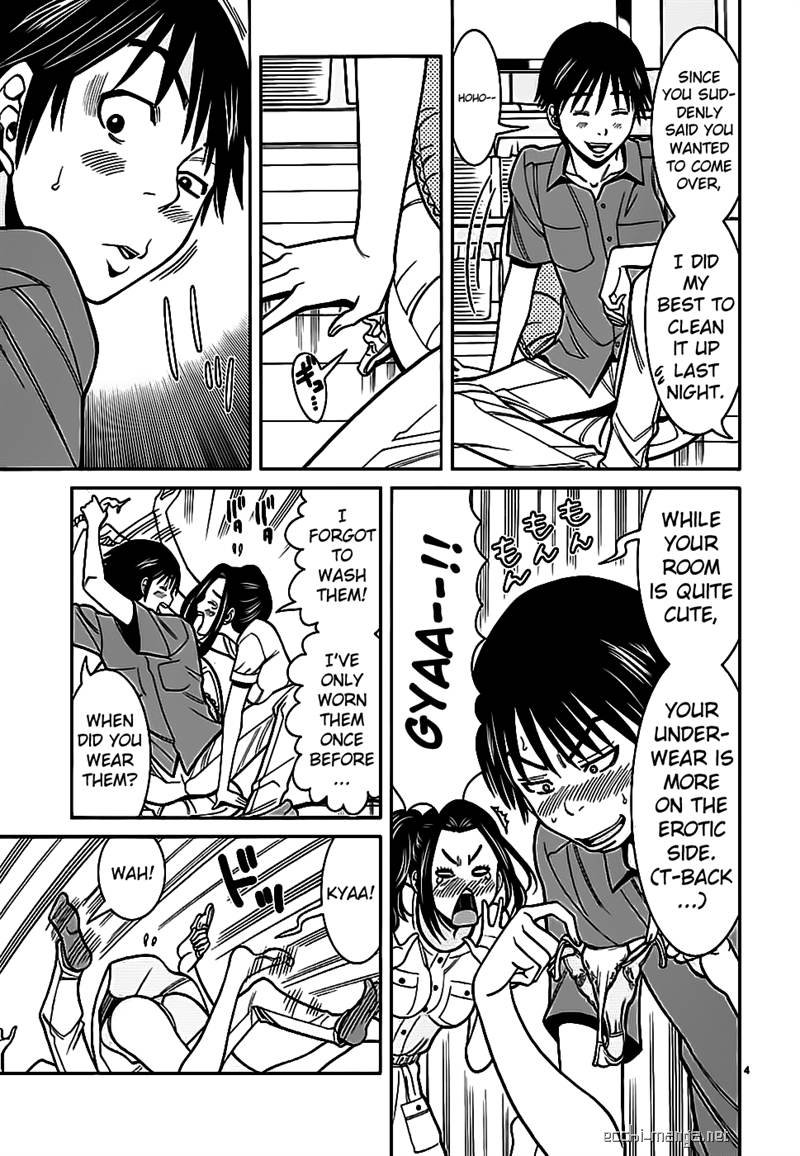 SINCE
YOU SUD-
DENLY
SAID YOU
WANTED
TO COME
OVER,
HOHO--
I DID
MY
BEST TO
CLEAN
IT UP
LAST
NIGHT.
ギュッ…
WHILE
YOUR
ROOM
IS QUITE
CUTE,
YOUR
UNDER-
WEAR IS
MORE
ON THE
EROTIC
SIDE.
(T-BACK
...)
もんもんもん
GYAA--!!
I
FORGOT
TO
WASH
THEM!
I'VE
ONLY
WORN
THEM
ONCE
BEFORE
...
WHEN
DID YOU
WEAR
THEM?
KYAA!
WAH!
4
ecchi-manga.net